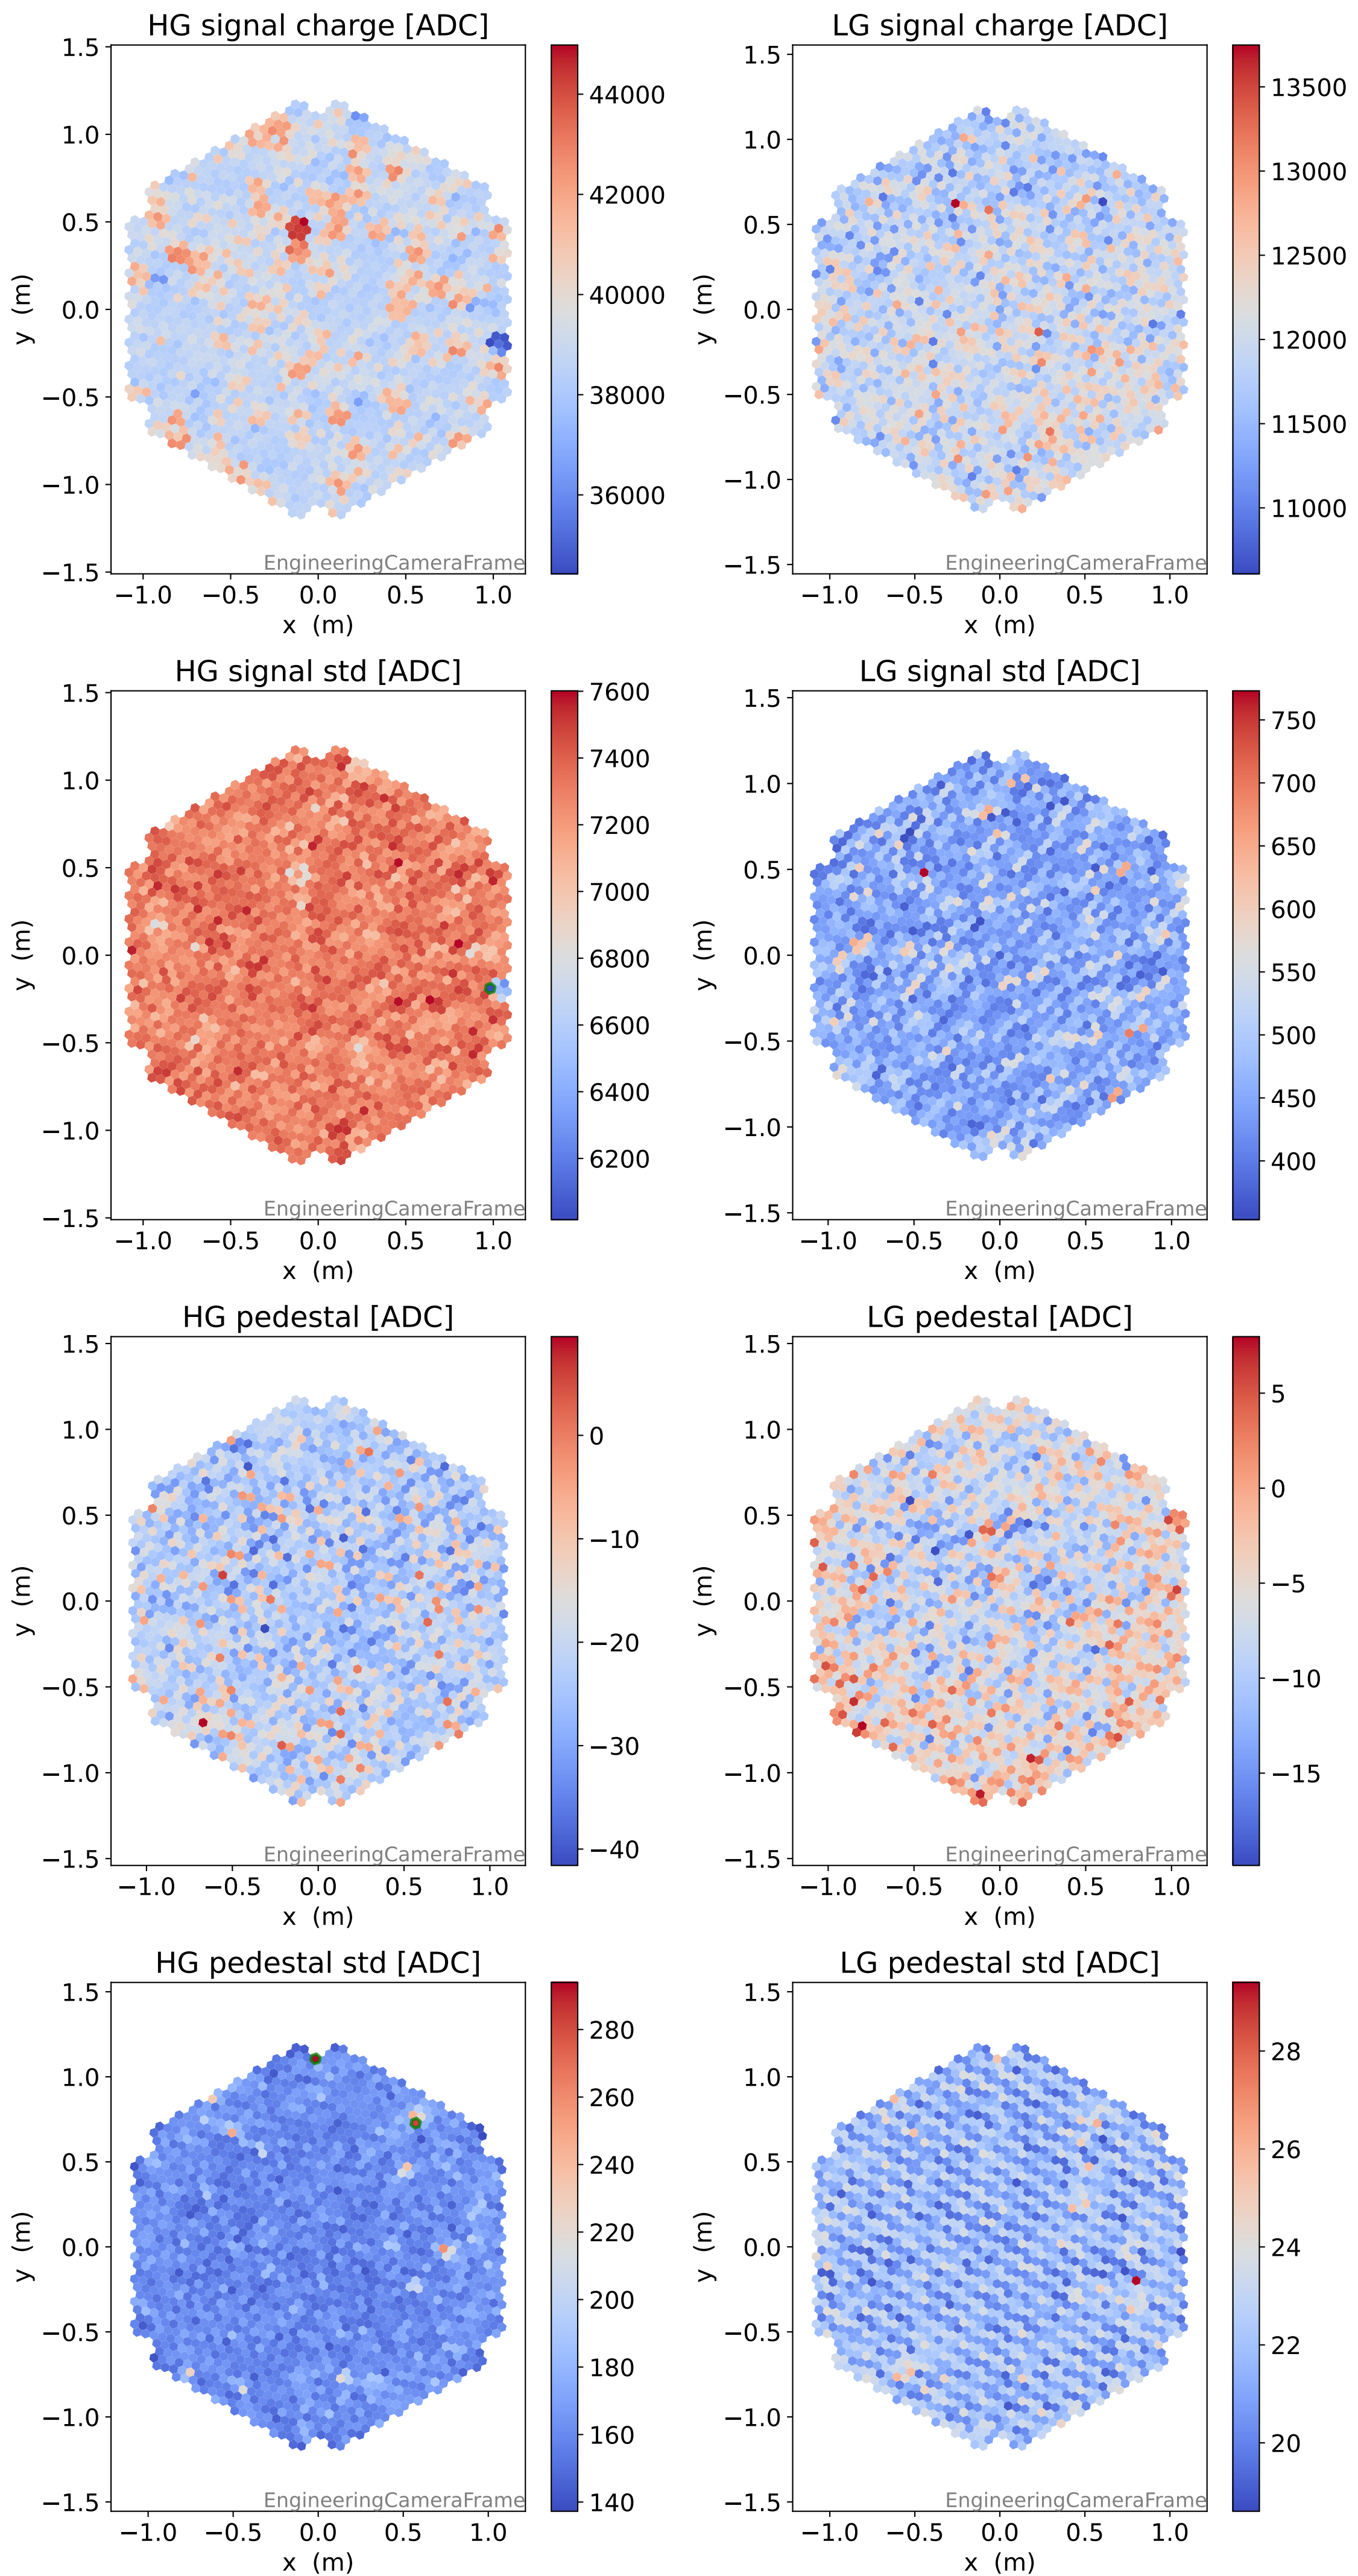 HG signal charge [ADC]
1.5
1.0
0.5
0.0
−0.5
−1.0
−1.5
y (m)
−1.0 −0.5 0.0 0.5 1.0
x (m)
EngineeringCameraFrame
44000
42000
40000
38000
36000
LG signal charge [ADC]
1.5
1.0
0.5
0.0
−0.5
−1.0
−1.5
y (m)
−1.0 −0.5 0.0 0.5 1.0
x (m)
EngineeringCameraFrame
13500
13000
12500
12000
11500
11000
HG signal std [ADC]
1.5
1.0
0.5
0.0
−0.5
−1.0
−1.5
y (m)
−1.0 −0.5 0.0 0.5 1.0
x (m)
EngineeringCameraFrame
7600
7400
7200
7000
6800
6600
6400
6200
LG signal std [ADC]
1.5
1.0
0.5
0.0
−0.5
−1.0
−1.5
y (m)
−1.0 −0.5 0.0 0.5 1.0
x (m)
EngineeringCameraFrame
750
700
650
600
550
500
450
400
HG pedestal [ADC]
1.5
1.0
0.5
0.0
−0.5
−1.0
−1.5
y (m)
−1.0 −0.5 0.0 0.5 1.0
x (m)
EngineeringCameraFrame
0
−10
−20
−30
−40
LG pedestal [ADC]
1.5
1.0
0.5
0.0
−0.5
−1.0
−1.5
y (m)
−1.0 −0.5 0.0 0.5 1.0
x (m)
EngineeringCameraFrame
5
0
−5
−10
−15
HG pedestal std [ADC]
1.5
1.0
0.5
0.0
−0.5
−1.0
−1.5
y (m)
−1.0 −0.5 0.0 0.5 1.0
x (m)
EngineeringCameraFrame
280
260
240
220
200
180
160
140
LG pedestal std [ADC]
1.5
1.0
0.5
0.0
−0.5
−1.0
−1.5
y (m)
−1.0 −0.5 0.0 0.5 1.0
x (m)
EngineeringCameraFrame
28
26
24
22
20